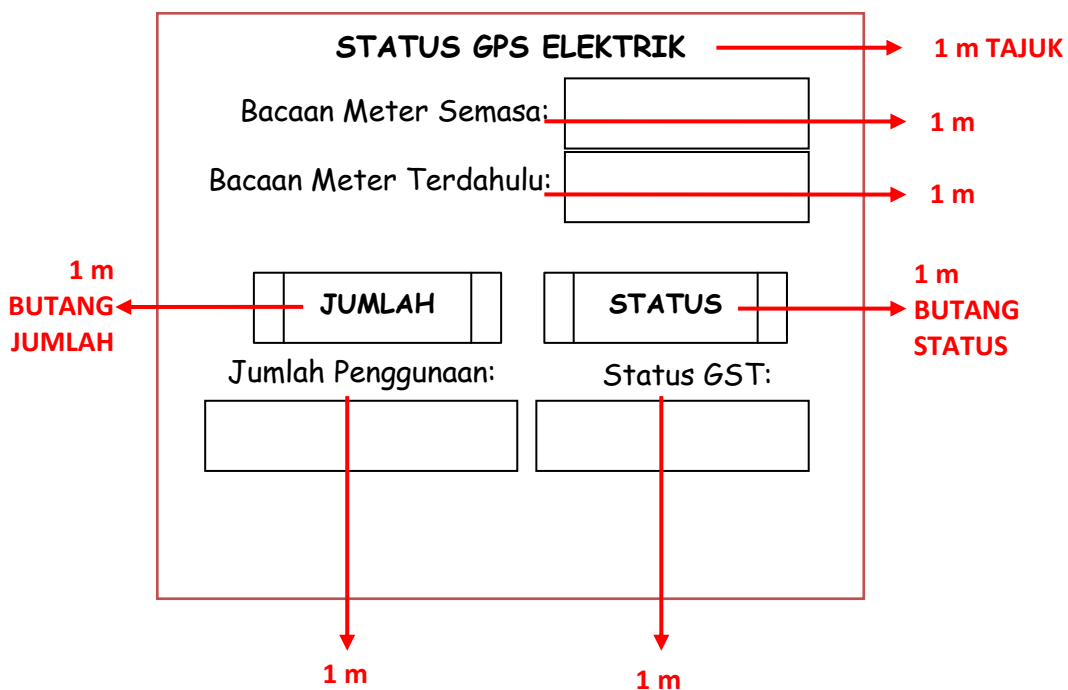 STATUS GPS ELEKTRIK
1 m TAJUK
Bacaan Meter Semasa:
1 m
Bacaan Meter Terdahulu:
1 m
1 m
BUTANG
JUMLAH
JUMLAH
STATUS
1 m
BUTANG
STATUS
Jumlah Penggunaan:
Status GST:
1 m
1 m